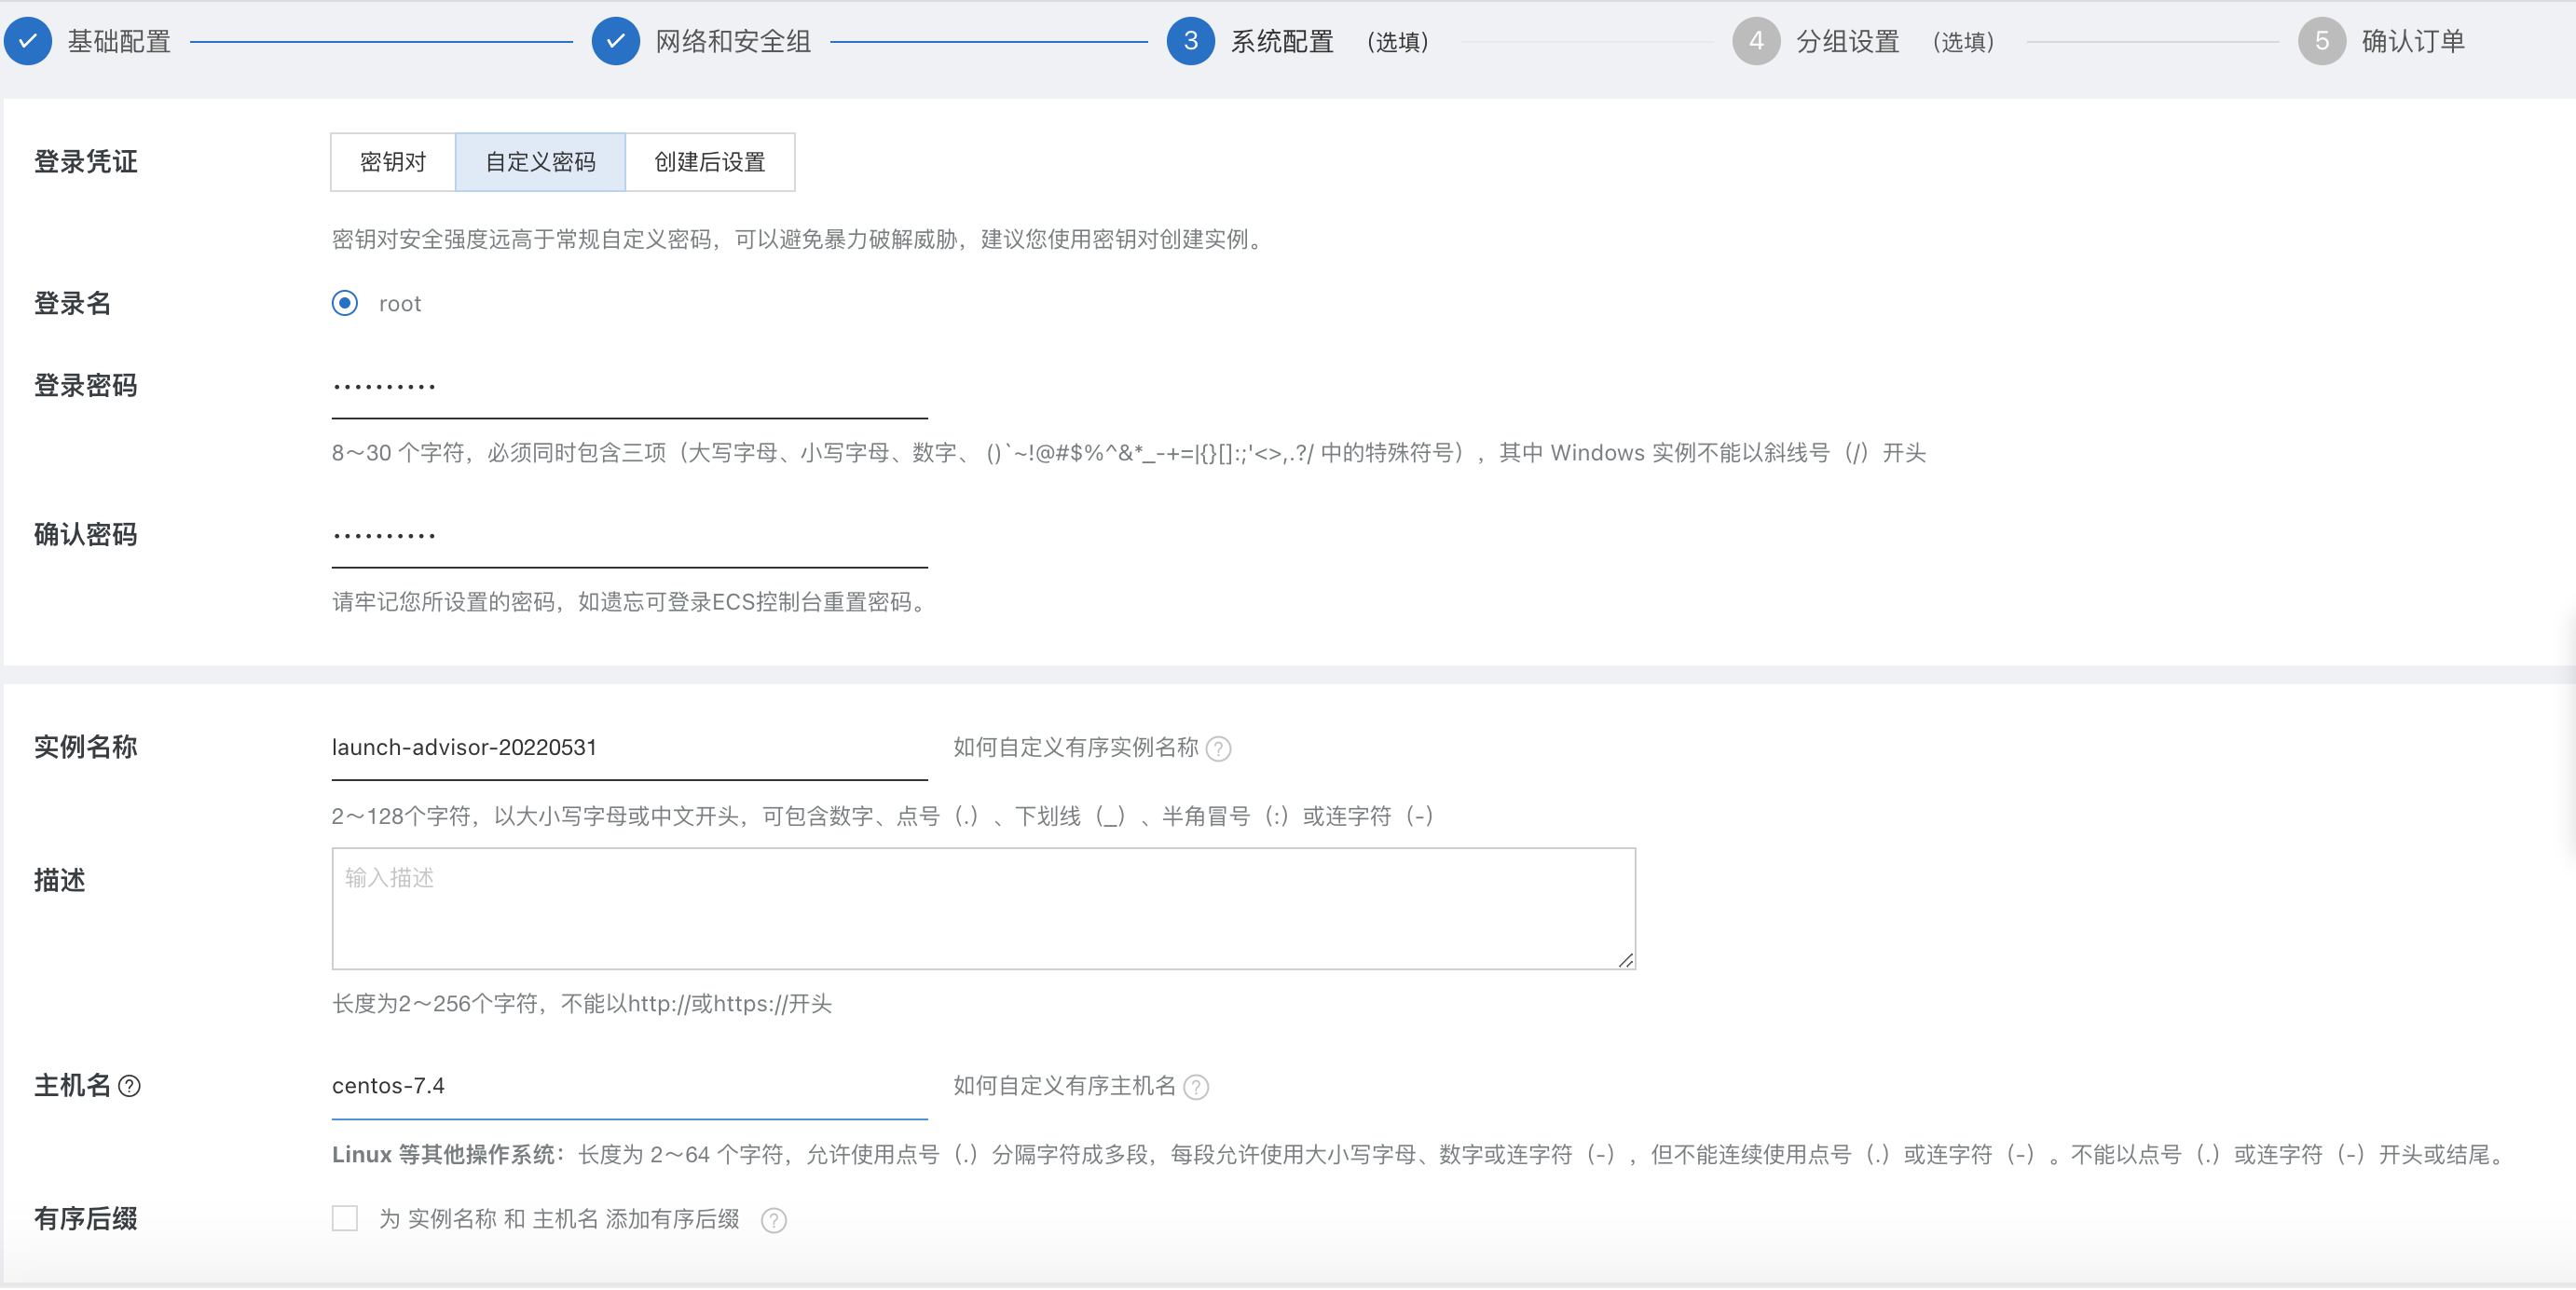 基础配置 网络和安全组 3 系统配置 （选填） 4 分组设置 （选填） 5 确认订单
登录凭证 密钥对 自定义密码 创建后设置
密钥对安全强度远高于常规自定义密码，可以避免暴力破解威胁，建议您使用密钥对创建实例。
登录名 root
登录密码 ··········
8～30 个字符，必须同时包含三项（大写字母、小写字母、数字、 ()`~!@#$%^&*_-+=|{}[]:;'<>,.?/ 中的特殊符号），其中 Windows 实例不能以斜线号（/）开头
确认密码 ··········
请牢记您所设置的密码，如遗忘可登录ECS控制台重置密码。
实例名称 launch-advisor-20220531 如何自定义有序实例名称 ?
2～128个字符，以大小写字母或中文开头，可包含数字、点号（.）、下划线（_）、半角冒号（:）或连字符（-）
描述 输入描述
长度为2～256个字符，不能以http://或https://开头
主机名 ? centos-7.4 如何自定义有序主机名 ?
Linux 等其他操作系统：长度为 2～64 个字符，允许使用点号（.）分隔字符成多段，每段允许使用大小写字母、数字或连字符（-），但不能连续使用点号（.）或连字符（-）。不能以点号（.）或连字符（-）开头或结尾。
有序后缀 为 实例名称 和 主机名 添加有序后缀 ?